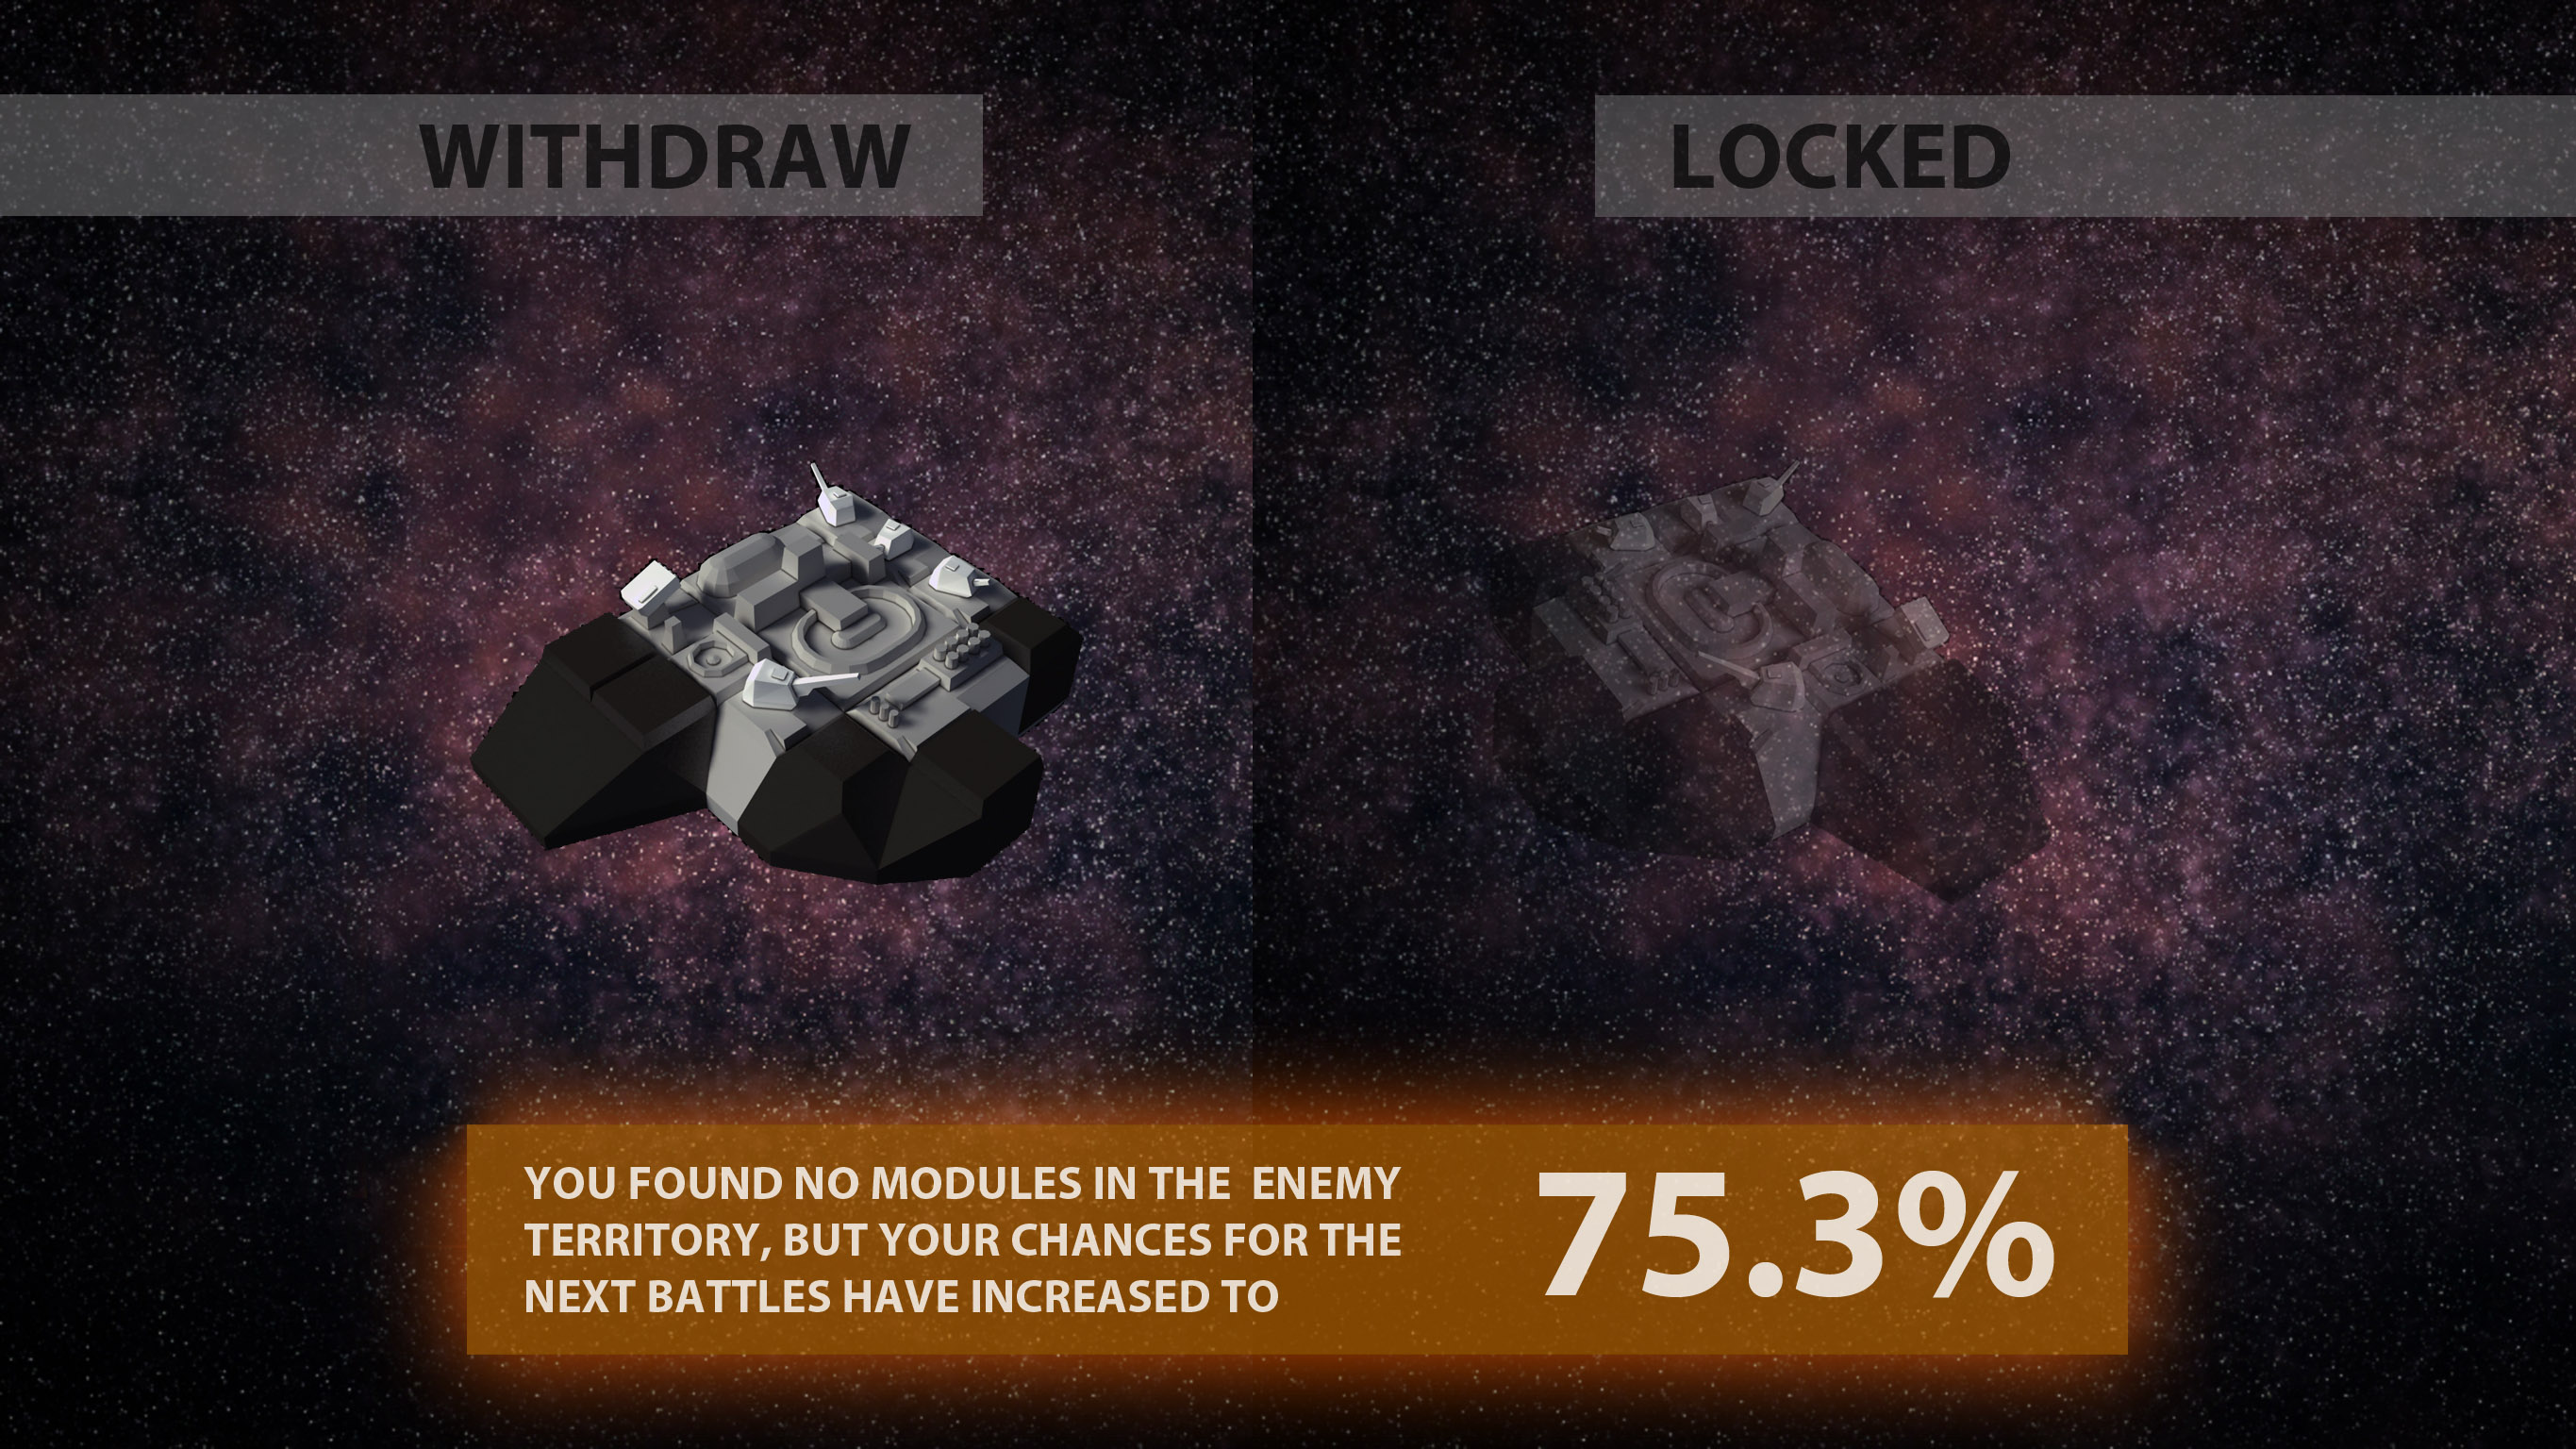 WITHDRAW
LOCKED
YOU FOUND NO MODULES IN THE ENEMY
TERRITORY, BUT YOUR CHANCES FOR THE
NEXT BATTLES HAVE INCREASED TO
75.3%